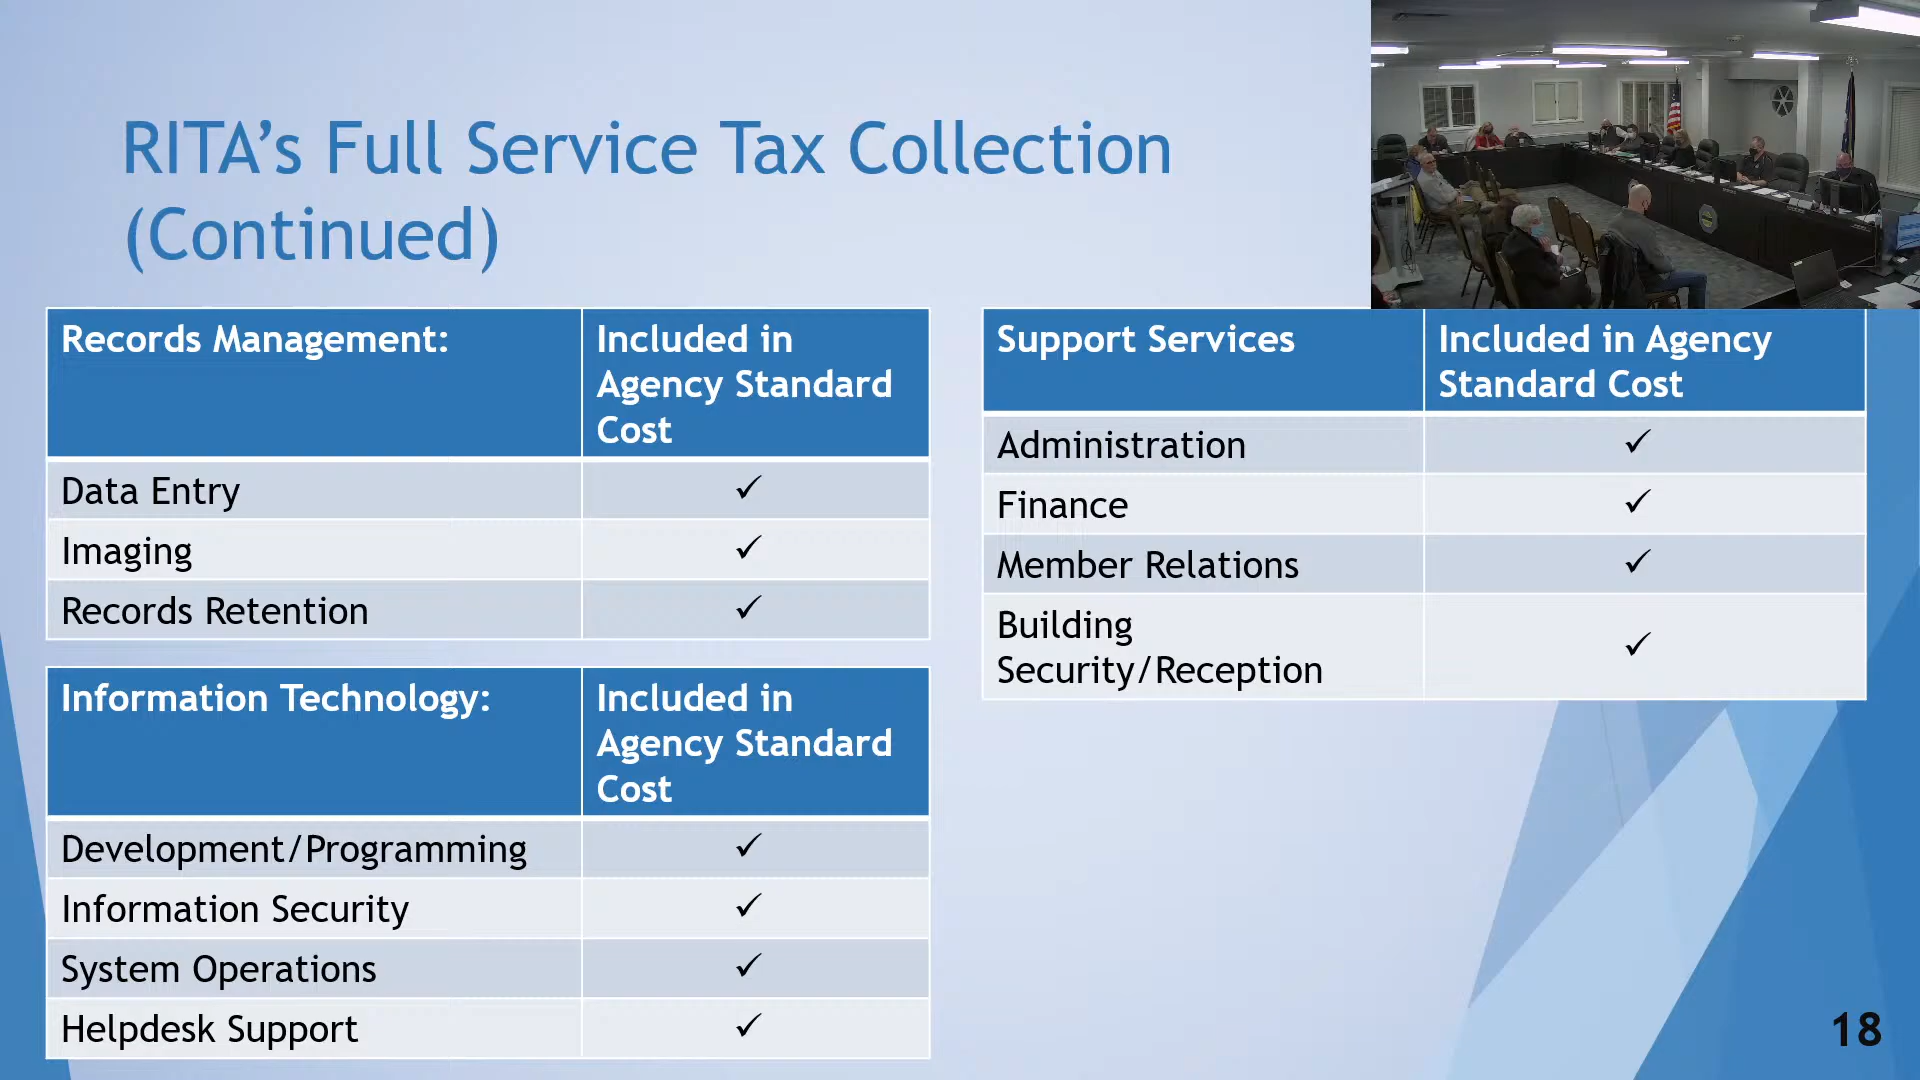 RITA’s Full Service Tax Collection
(Continued)
Records Management:
Included in
Agency Standard
Cost
Data Entry
✓
Imaging
✓
Records Retention
✓
Information Technology:
Included in
Agency Standard
Cost
Development/Programming
✓
Information Security
✓
System Operations
✓
Helpdesk Support
✓
Support Services
Included in Agency
Standard Cost
Administration
✓
Finance
✓
Member Relations
✓
Building
Security/Reception
✓
18